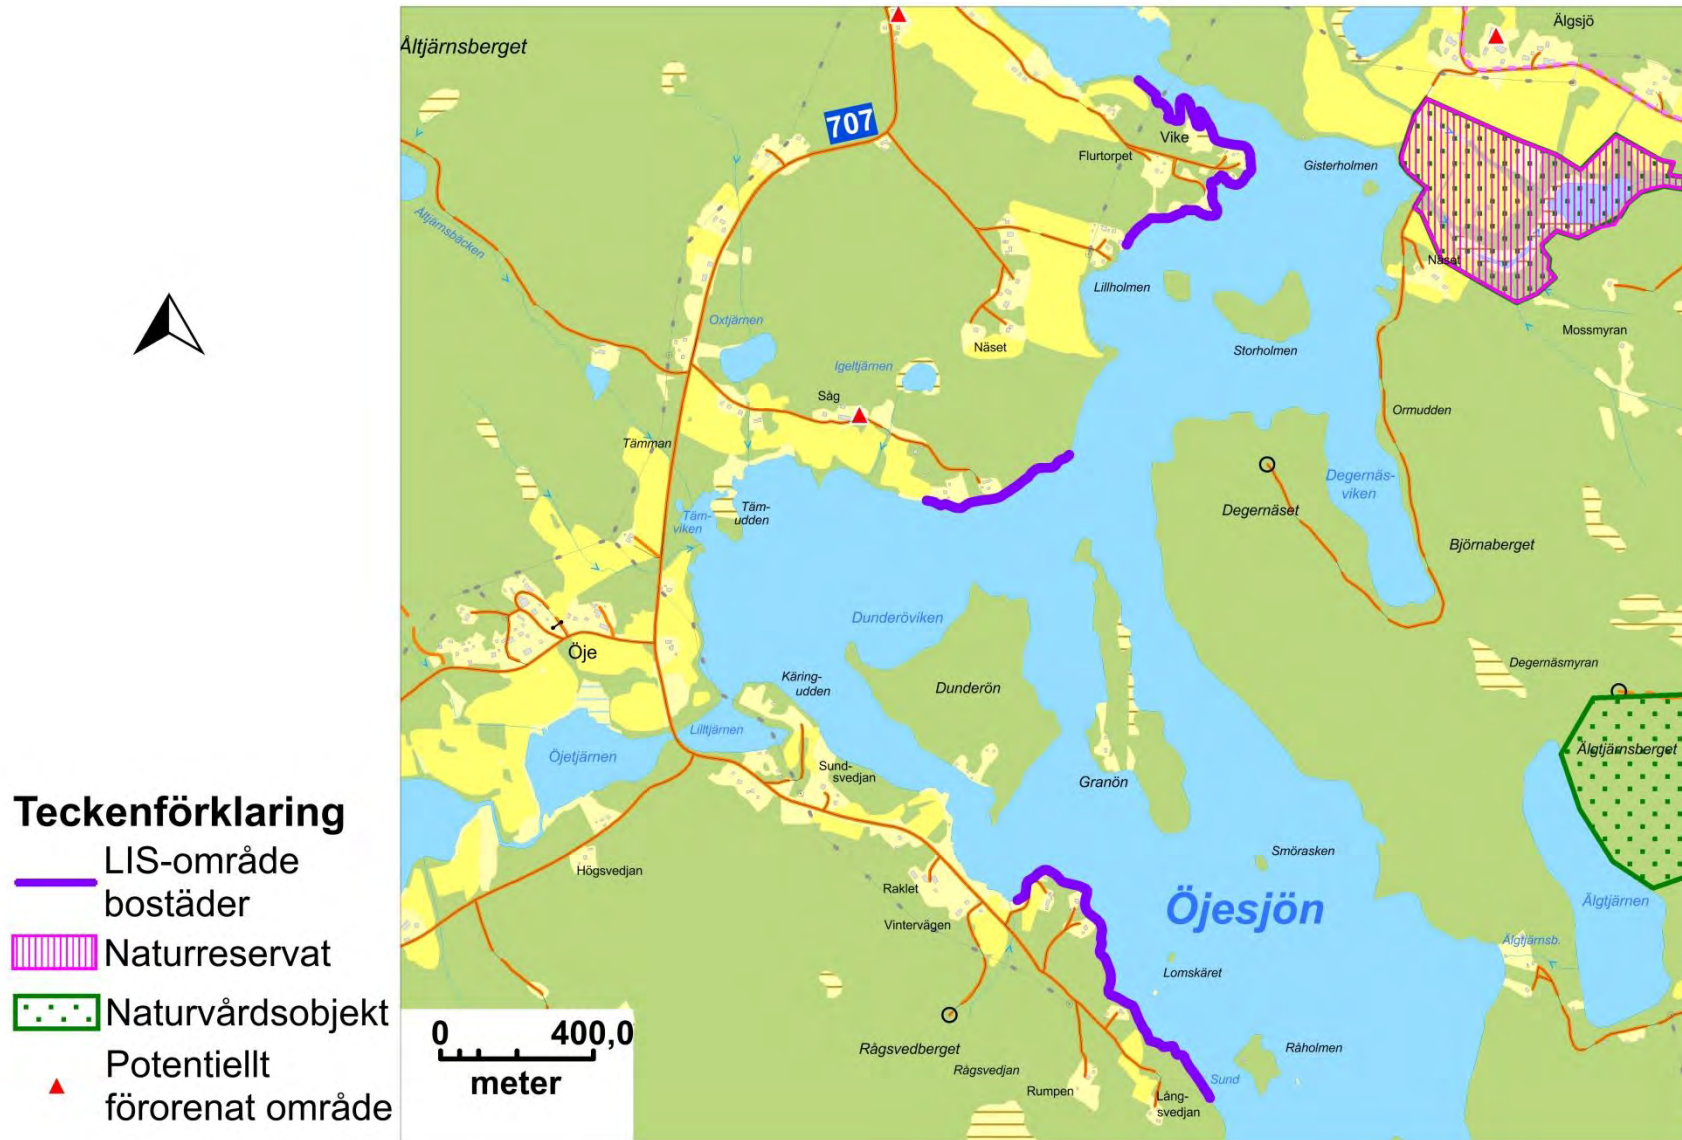 Åltjärnsberget
Älgsjö
707
Vike
Flurtorpet
Gisterholmen
Åltjärnsbäcken
Näset
Lillholmen
Oxtjärnen
Mossmyran
Näset
Storholmen
Igeltjärnen
Såg
Ormudden
Tämman
Degernäs-
viken
Täm-
udden
Täm-
viken
Degernäset
Björnaberget
Dunderöviken
Öje
Degernäsmyran
Käring-
udden
Dunderön
Lilltjärnen
Öjetjärnen
Älgtjärnsberget
Sund-
svedjan
Granön
Teckenförklaring
LIS-område
bostäder
Naturreservat
Naturvårdsobjekt
Potentiellt
förorenat område
Smörasken
Högsvedjan
Raklet
Älgtjärnen
Öjesjön
Vintervägen
Älgtjärnsb.
Lomskäret
0 400,0
meter
Rågsvedberget
Råholmen
Rågsvedjan
Sund
Rumpen
Lång-
svedjan